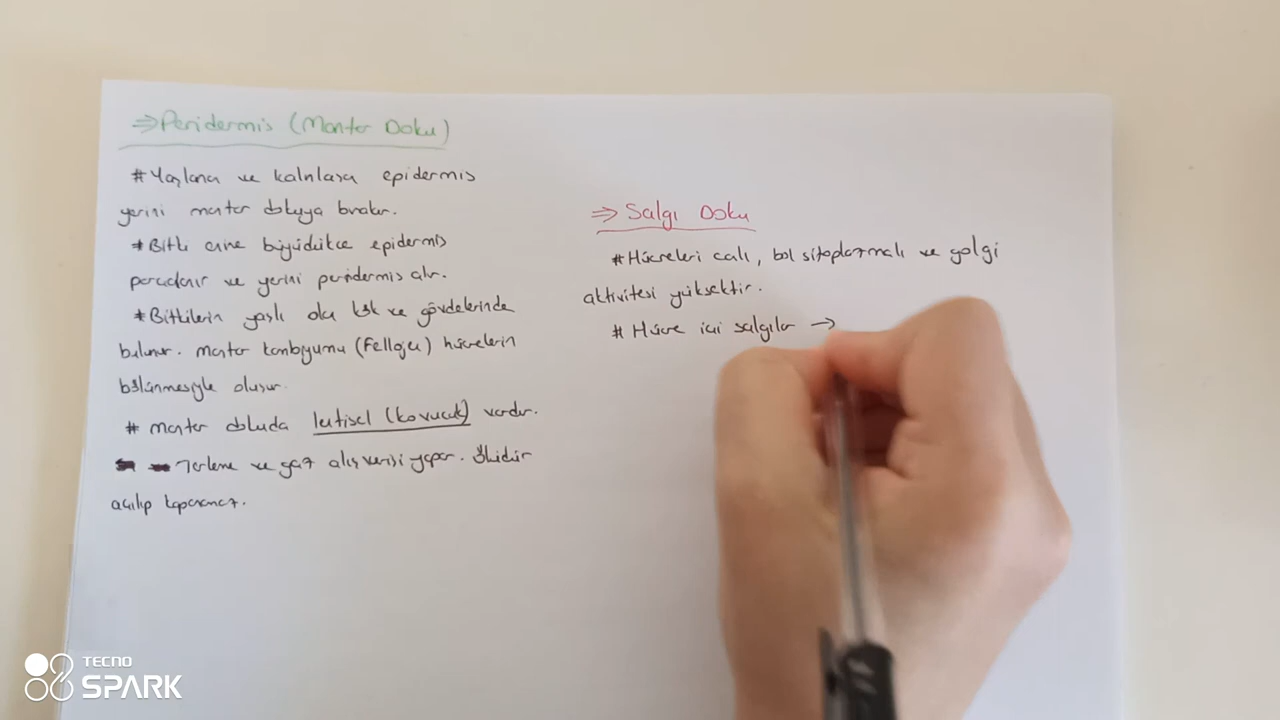 ⇒ Peridermis (Mantar Doku)
# Yaşlanan ve kalınlaşan epidermis
yerini mantar dokuya bırakır.
* Bitki enine büyüdükçe epidermis
parçalanır ve yerini peridermis alır.
* Bitkilerin yaşlı olan kök ve gövdelerinde
bulunur. Mantar kambiyumu (Fellojen) hücrelerin
bölünmesiyle oluşur.
# Mantar dokuda lentisel (kovucuk) vardır.
- Terleme ve gaz alışverişi yapar. Ölüdür
açılıp kapanamaz.
⇒ Salgı Doku
# Hücreleri canlı, bol sitoplazmalı ve golgi
aktivitesi yüksektir.
# Hücre içi salgılar →
TECNO
SPARK